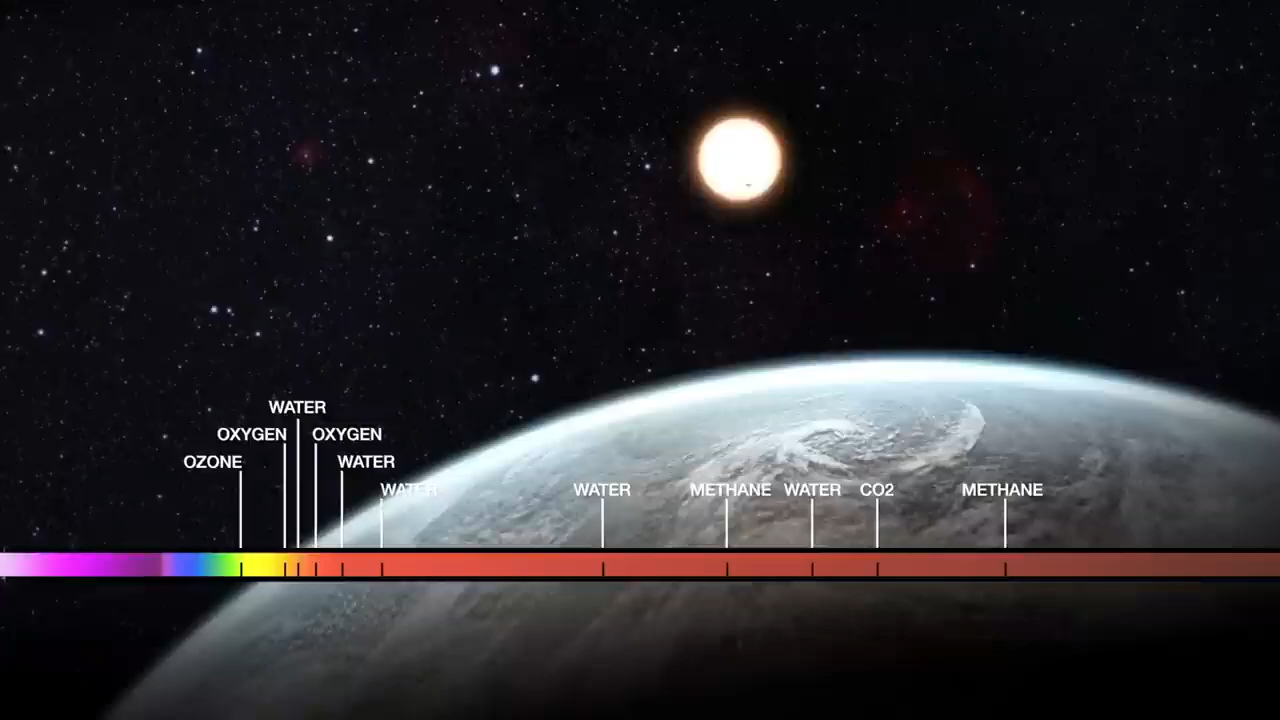 WATER
OXYGEN OXYGEN
OZONE WATER
WATER WATER METHANE WATER CO2 METHANE